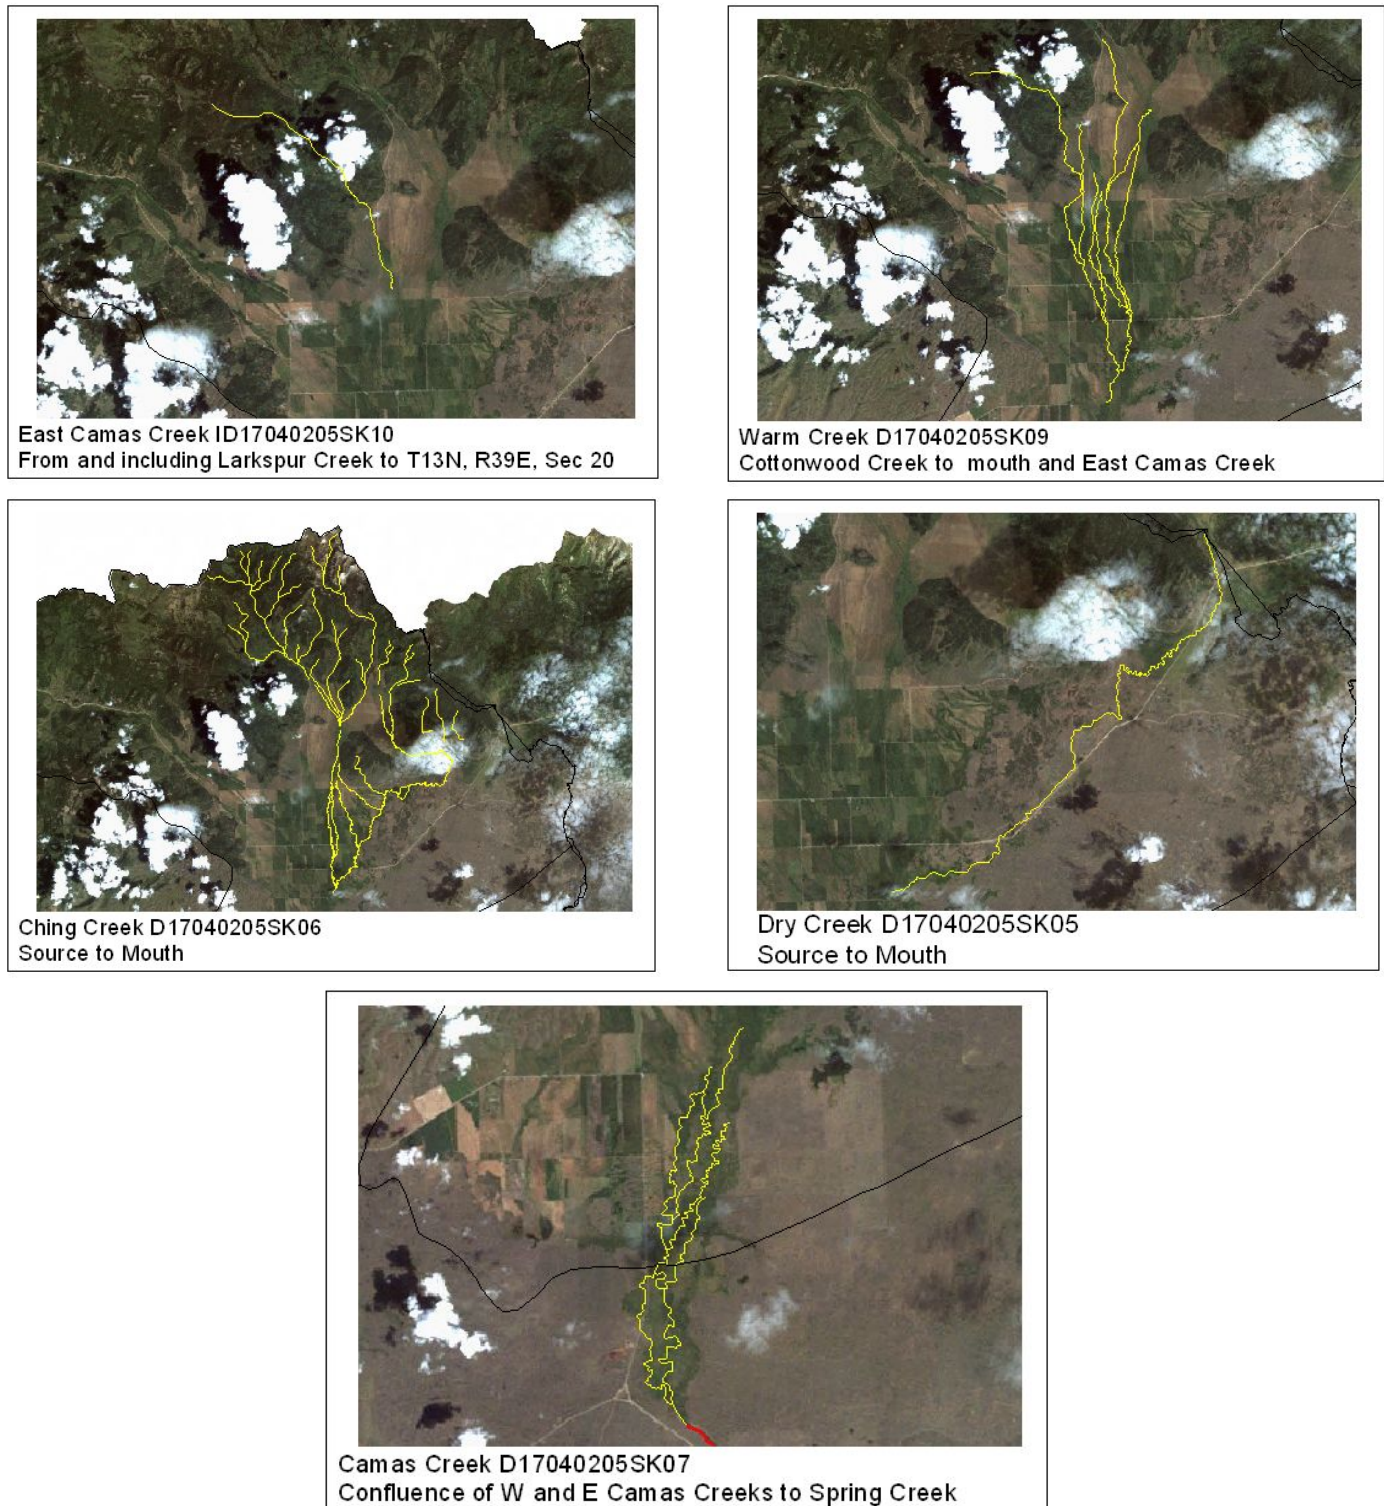 East Camas Creek ID17040205SK10
From and including Larkspur Creek to T13N, R39E, Sec 20
Warm Creek D17040205SK09
Cottonwood Creek to mouth and East Camas Creek
Ching Creek D17040205SK06
Source to Mouth
Dry Creek D17040205SK05
Source to Mouth
Camas Creek D17040205SK07
Confluence of W and E Camas Creeks to Spring Creek